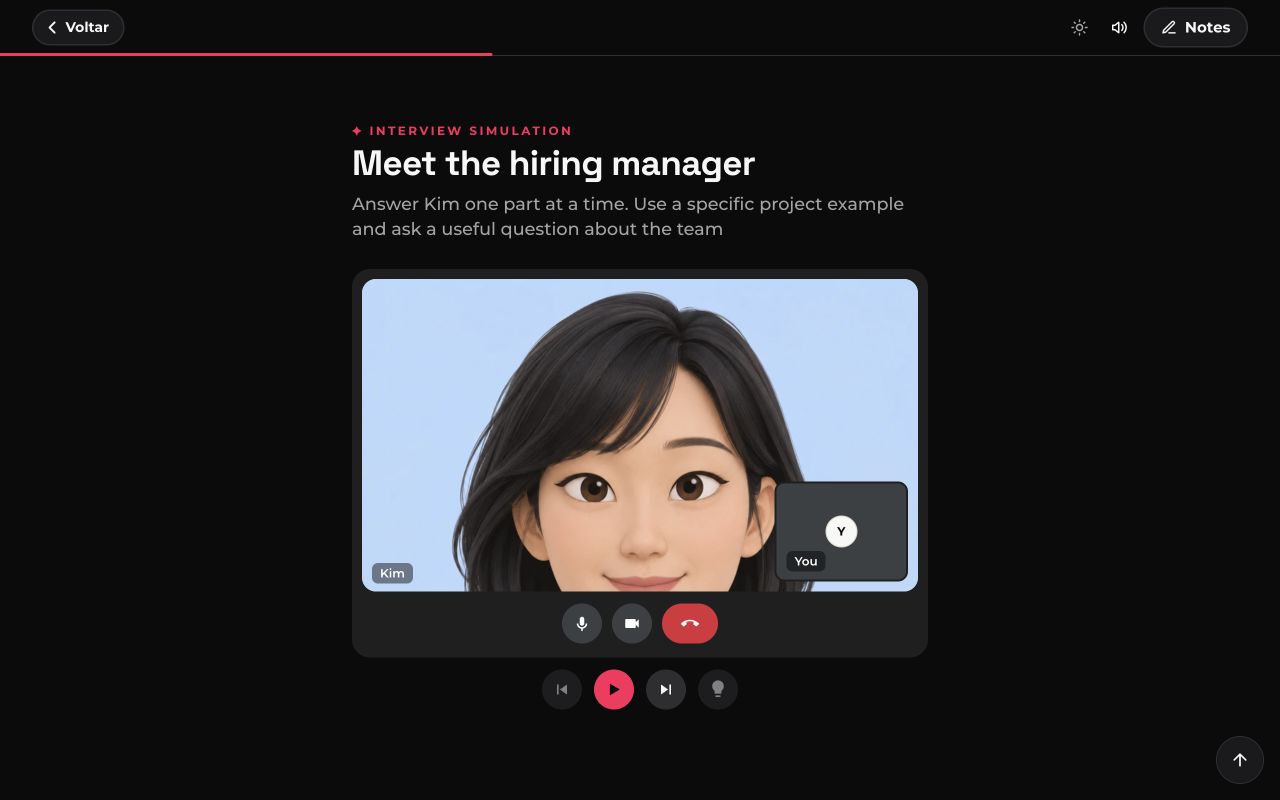 Voltar
Notes
✦ INTERVIEW SIMULATION
Meet the hiring manager
Answer Kim one part at a time. Use a specific project example
and ask a useful question about the team
Y
You
Kim